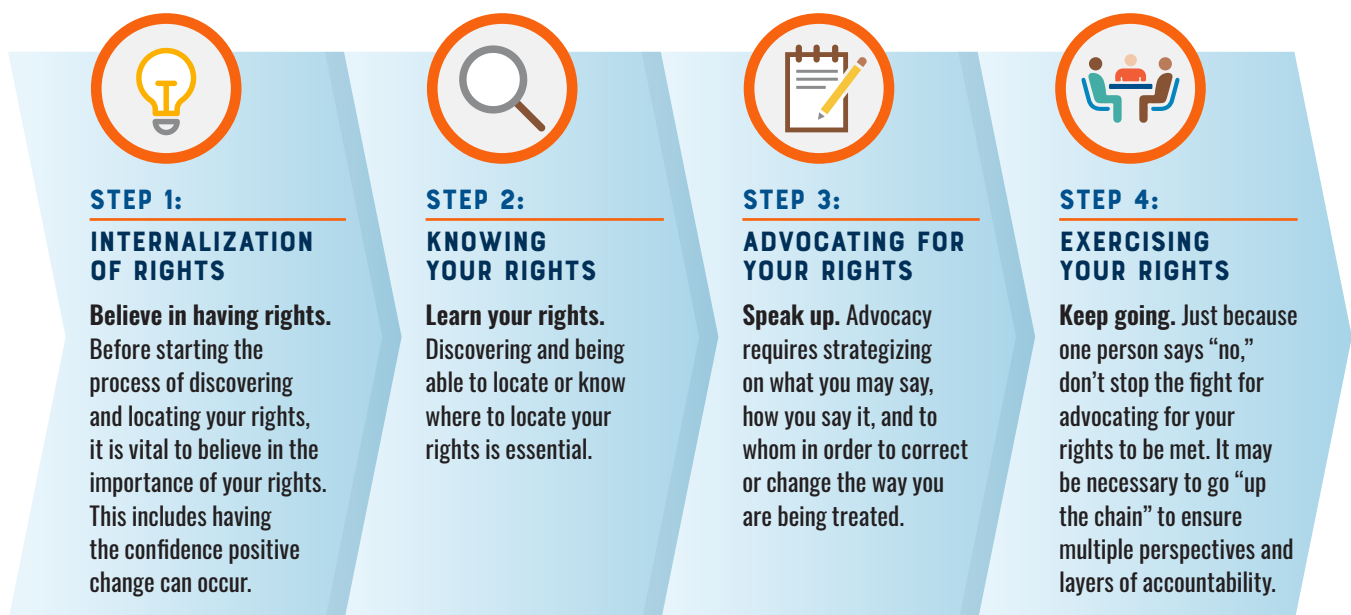 STEP 1:
INTERNALIZATION
OF RIGHTS
Believe in having rights.
Before starting the
process of discovering
and locating your rights,
it is vital to believe in the
importance of your rights.
This includes having
the confidence positive
change can occur.
STEP 2:
KNOWING
YOUR RIGHTS
Learn your rights.
Discovering and being
able to locate or know
where to locate your
rights is essential.
STEP 3:
ADVOCATING FOR
YOUR RIGHTS
Speak up. Advocacy
requires strategizing
on what you may say,
how you say it, and to
whom in order to correct
or change the way you
are being treated.
STEP 4:
EXERCISING
YOUR RIGHTS
Keep going. Just because
one person says “no,”
don’t stop the fight for
advocating for your
rights to be met. It may
be necessary to go “up
the chain” to ensure
multiple perspectives and
layers of accountability.